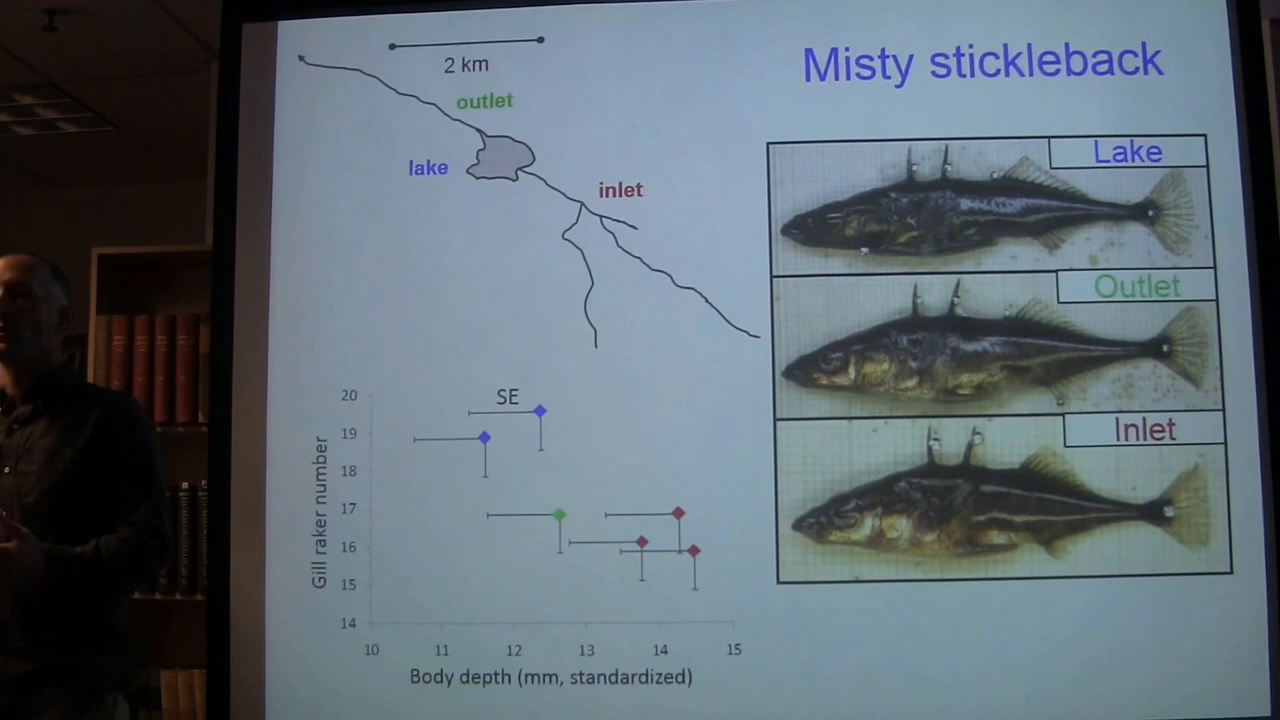 Misty stickleback
2 km
outlet
lake
inlet
Lake
Outlet
Inlet
SE
20
19
18
17
16
15
14
Gill raker number
10 11 12 13 14 15
Body depth (mm, standardized)